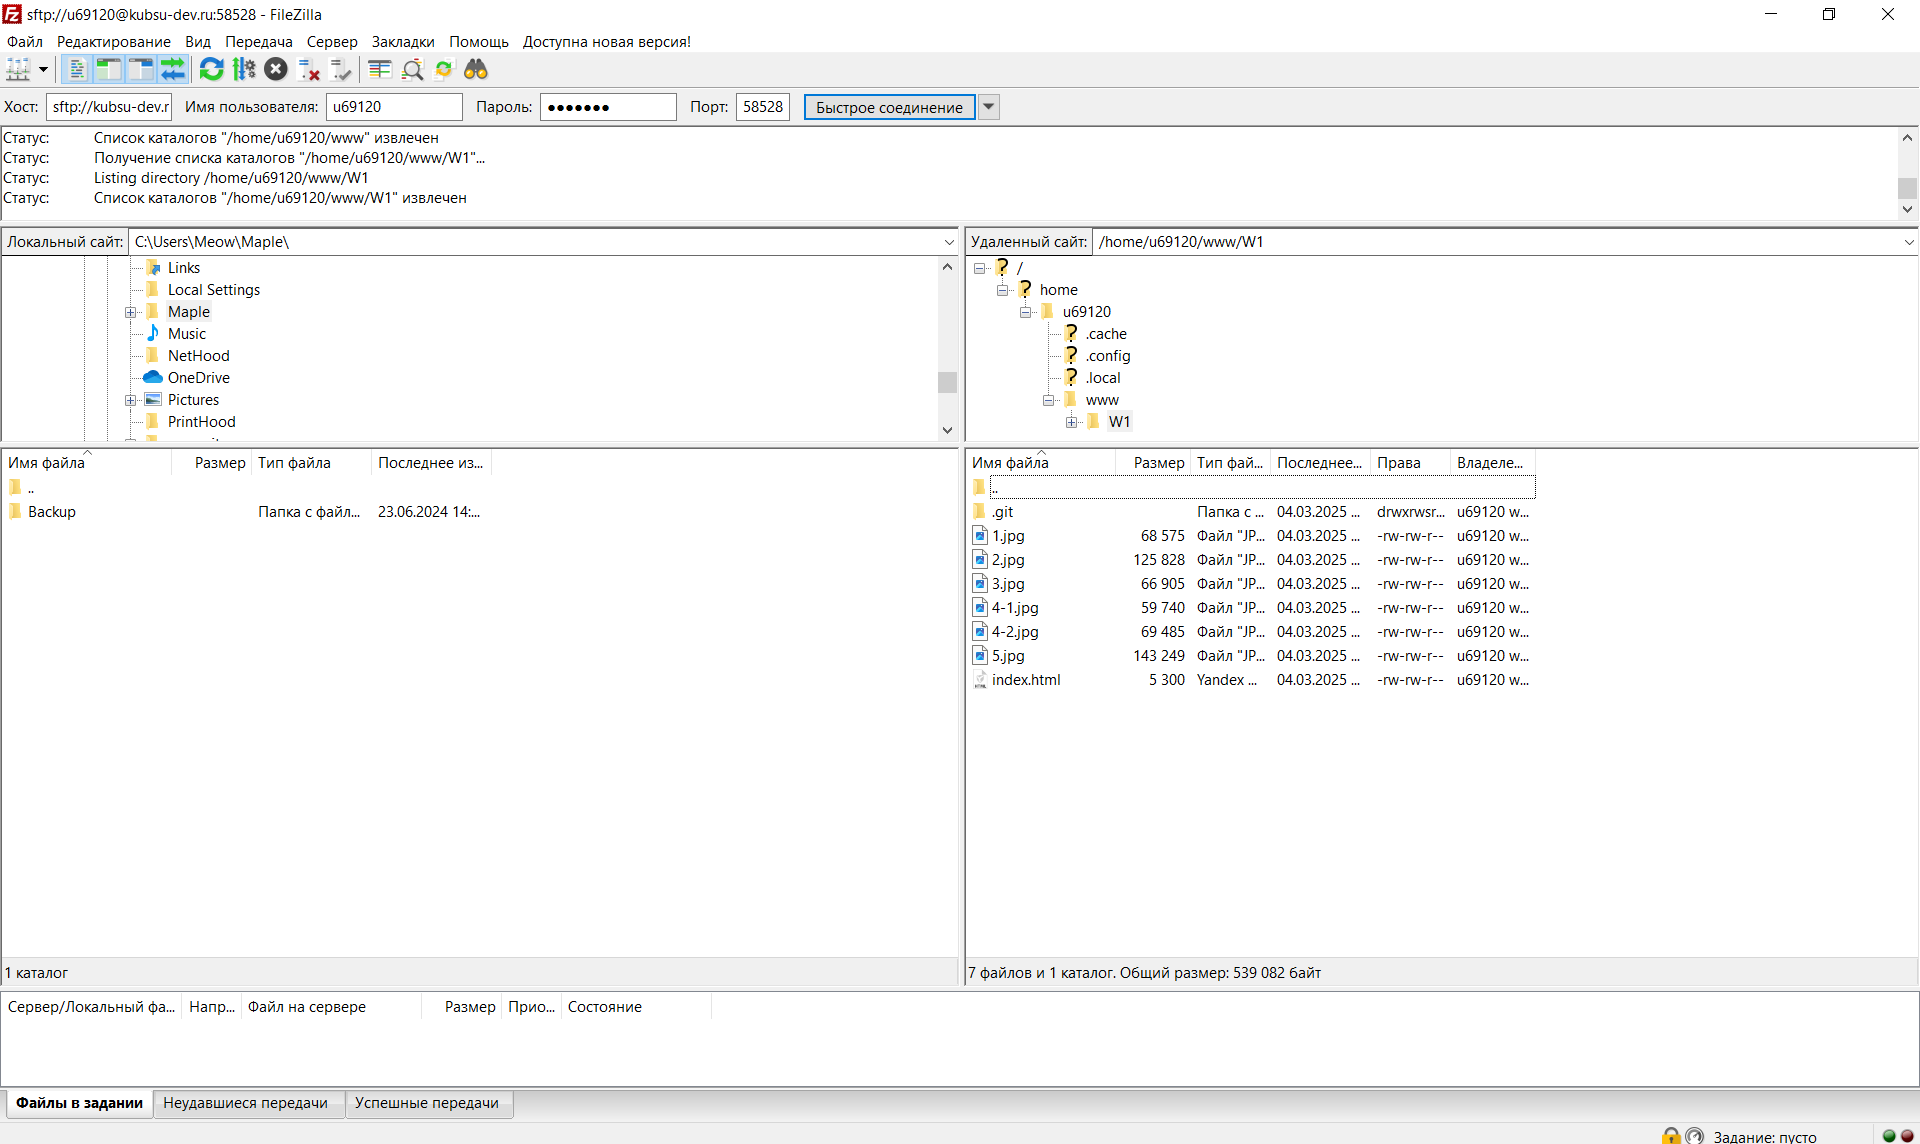 sftp://u69120@kubsu-dev.ru:58528 - FileZilla
Файл Редактирование Вид Передача Сервер Закладки Помощь Доступна новая версия!
Хост: sftp://kubsu-dev.r Имя пользователя: u69120 Пароль: ●●●●●●● Порт: 58528 Быстрое соединение
Статус: Список каталогов "/home/u69120/www" извлечен
Статус: Получение списка каталогов "/home/u69120/www/W1"...
Статус: Listing directory /home/u69120/www/W1
Статус: Список каталогов "/home/u69120/www/W1" извлечен
Локальный сайт: C:\Users\Meow\Maple\
Links
Local Settings
Maple
Music
NetHood
OneDrive
Pictures
PrintHood
Удаленный сайт: /home/u69120/www/W1
/
home
u69120
.cache
.config
.local
www
W1
Имя файла Размер Тип файла Последнее из...
..
Backup Папка с файл... 23.06.2024 14:...
1 каталог
Имя файла Размер Тип фай... Последнее... Права Владеле...
..
.git Папка с ... 04.03.2025 ... drwxrwsr... u69120 w...
1.jpg 68 575 Файл "JP... 04.03.2025 ... -rw-rw-r-- u69120 w...
2.jpg 125 828 Файл "JP... 04.03.2025 ... -rw-rw-r-- u69120 w...
3.jpg 66 905 Файл "JP... 04.03.2025 ... -rw-rw-r-- u69120 w...
4-1.jpg 59 740 Файл "JP... 04.03.2025 ... -rw-rw-r-- u69120 w...
4-2.jpg 69 485 Файл "JP... 04.03.2025 ... -rw-rw-r-- u69120 w...
5.jpg 143 249 Файл "JP... 04.03.2025 ... -rw-rw-r-- u69120 w...
index.html 5 300 Yandex ... 04.03.2025 ... -rw-rw-r-- u69120 w...
7 файлов и 1 каталог. Общий размер: 539 082 байт
Сервер/Локальный фа... Напр... Файл на сервере Размер Прио... Состояние
Файлы в задании Неудавшиеся передачи Успешные передачи
Задание: пусто